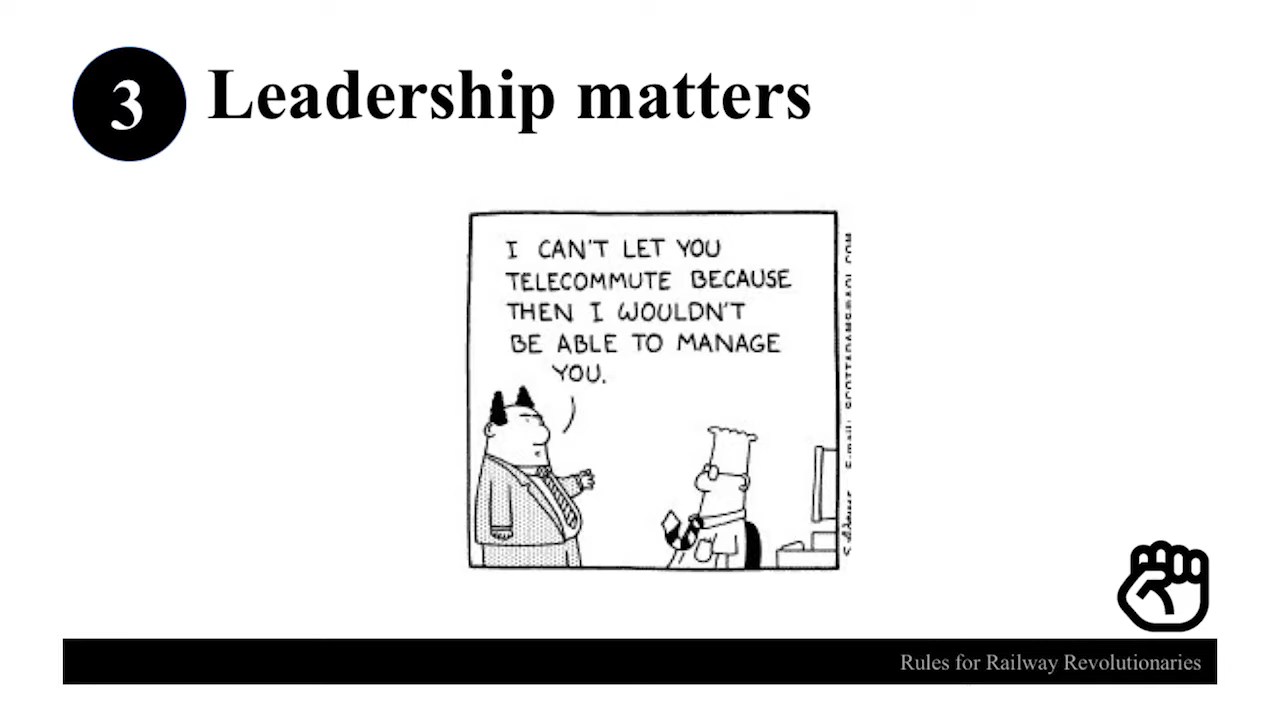 3
Leadership matters
I CAN'T LET YOU
TELECOMMUTE BECAUSE
THEN I WOULDN'T
BE ABLE TO MANAGE
YOU.
Rules for Railway Revolutionaries